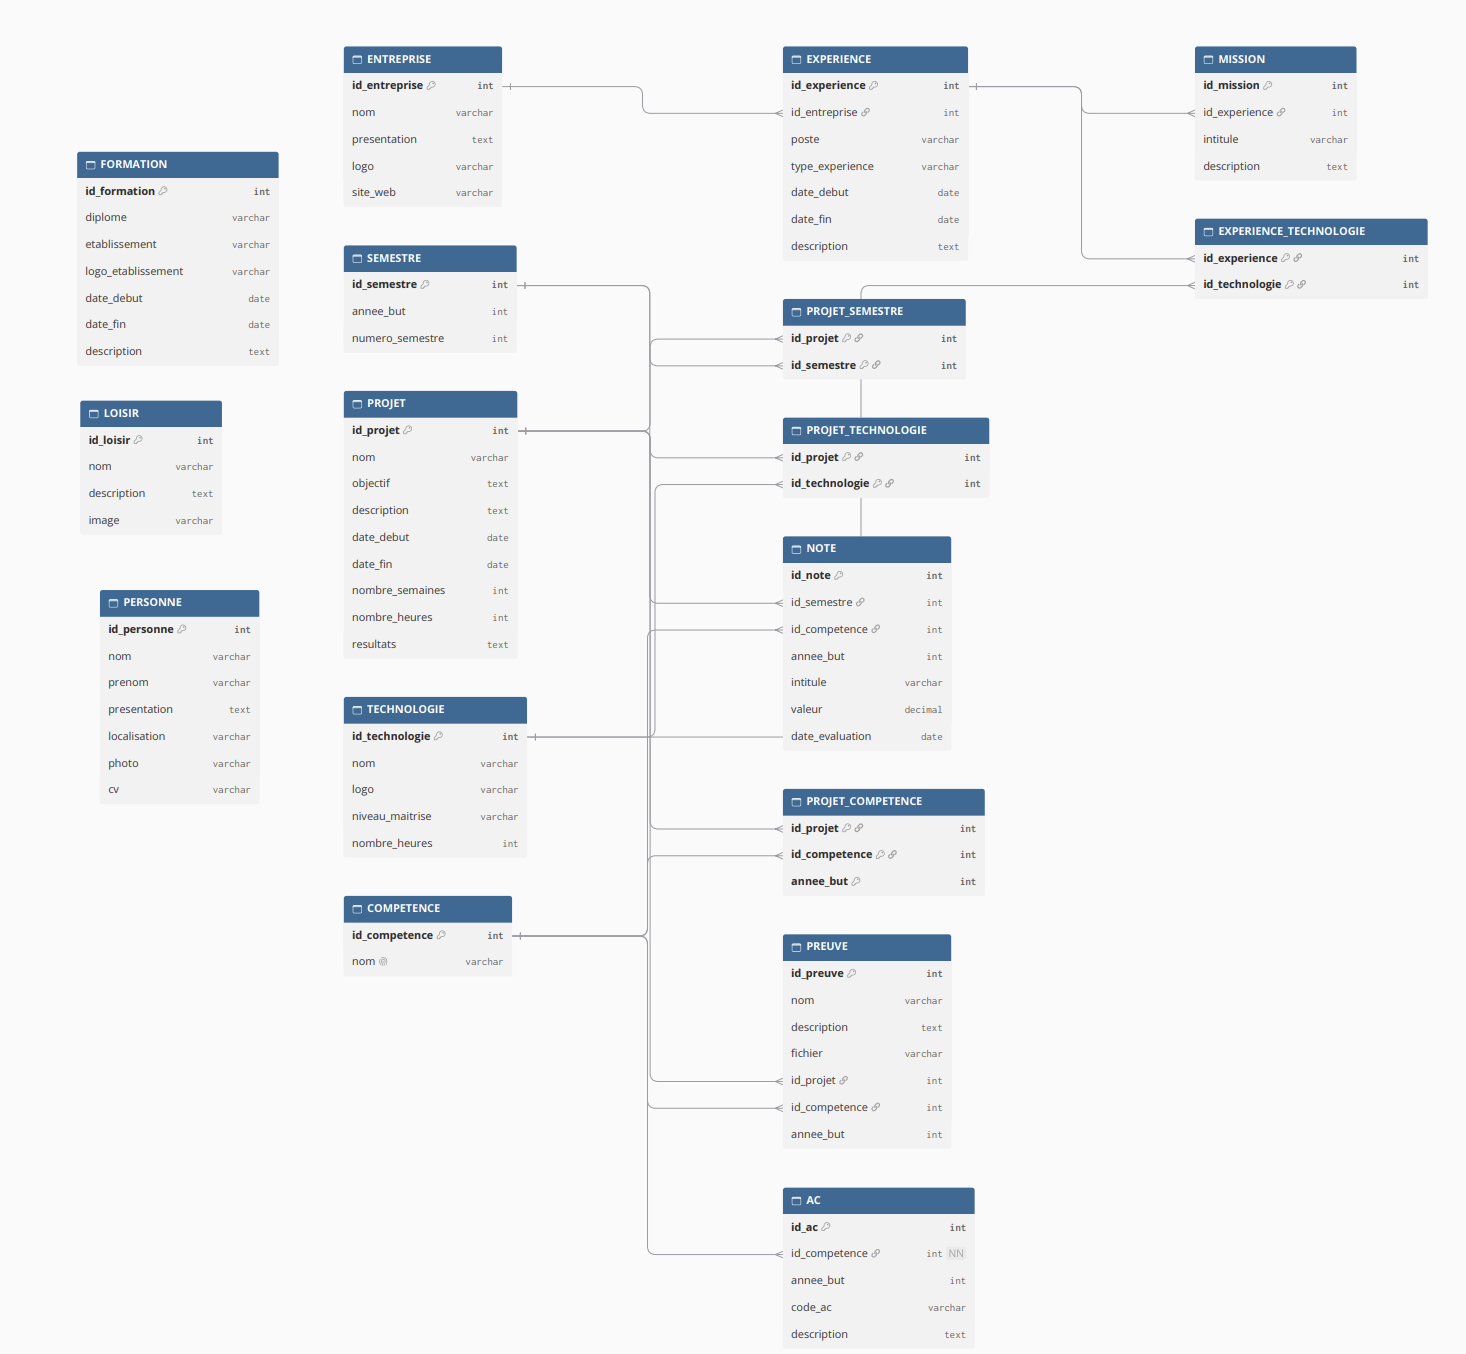 FORMATION
id_formation int
diplome varchar
etablissement varchar
logo_etablissement varchar
date_debut date
date_fin date
description text
LOISIR
id_loisir int
nom varchar
description text
image varchar
PERSONNE
id_personne int
nom varchar
prenom varchar
presentation text
localisation varchar
photo varchar
cv varchar
ENTREPRISE
id_entreprise int
nom varchar
presentation text
logo varchar
site_web varchar
SEMESTRE
id_semestre int
annee_but int
numero_semestre int
PROJET
id_projet int
nom varchar
objectif text
description text
date_debut date
date_fin date
nombre_semaines int
nombre_heures int
resultats text
TECHNOLOGIE
id_technologie int
nom varchar
logo varchar
niveau_maitrise varchar
nombre_heures int
COMPETENCE
id_competence int
nom varchar
EXPERIENCE
id_experience int
id_entreprise int
poste varchar
type_experience varchar
date_debut date
date_fin date
description text
PROJET_SEMESTRE
id_projet int
id_semestre int
PROJET_TECHNOLOGIE
id_projet int
id_technologie int
NOTE
id_note int
id_semestre int
id_competence int
annee_but int
intitule varchar
valeur decimal
date_evaluation date
PROJET_COMPETENCE
id_projet int
id_competence int
annee_but int
PREUVE
id_preuve int
nom varchar
description text
fichier varchar
id_projet int
id_competence int
annee_but int
AC
id_ac int
id_competence int NN
annee_but int
code_ac varchar
description text
MISSION
id_mission int
id_experience int
intitule varchar
description text
EXPERIENCE_TECHNOLOGIE
id_experience int
id_technologie int